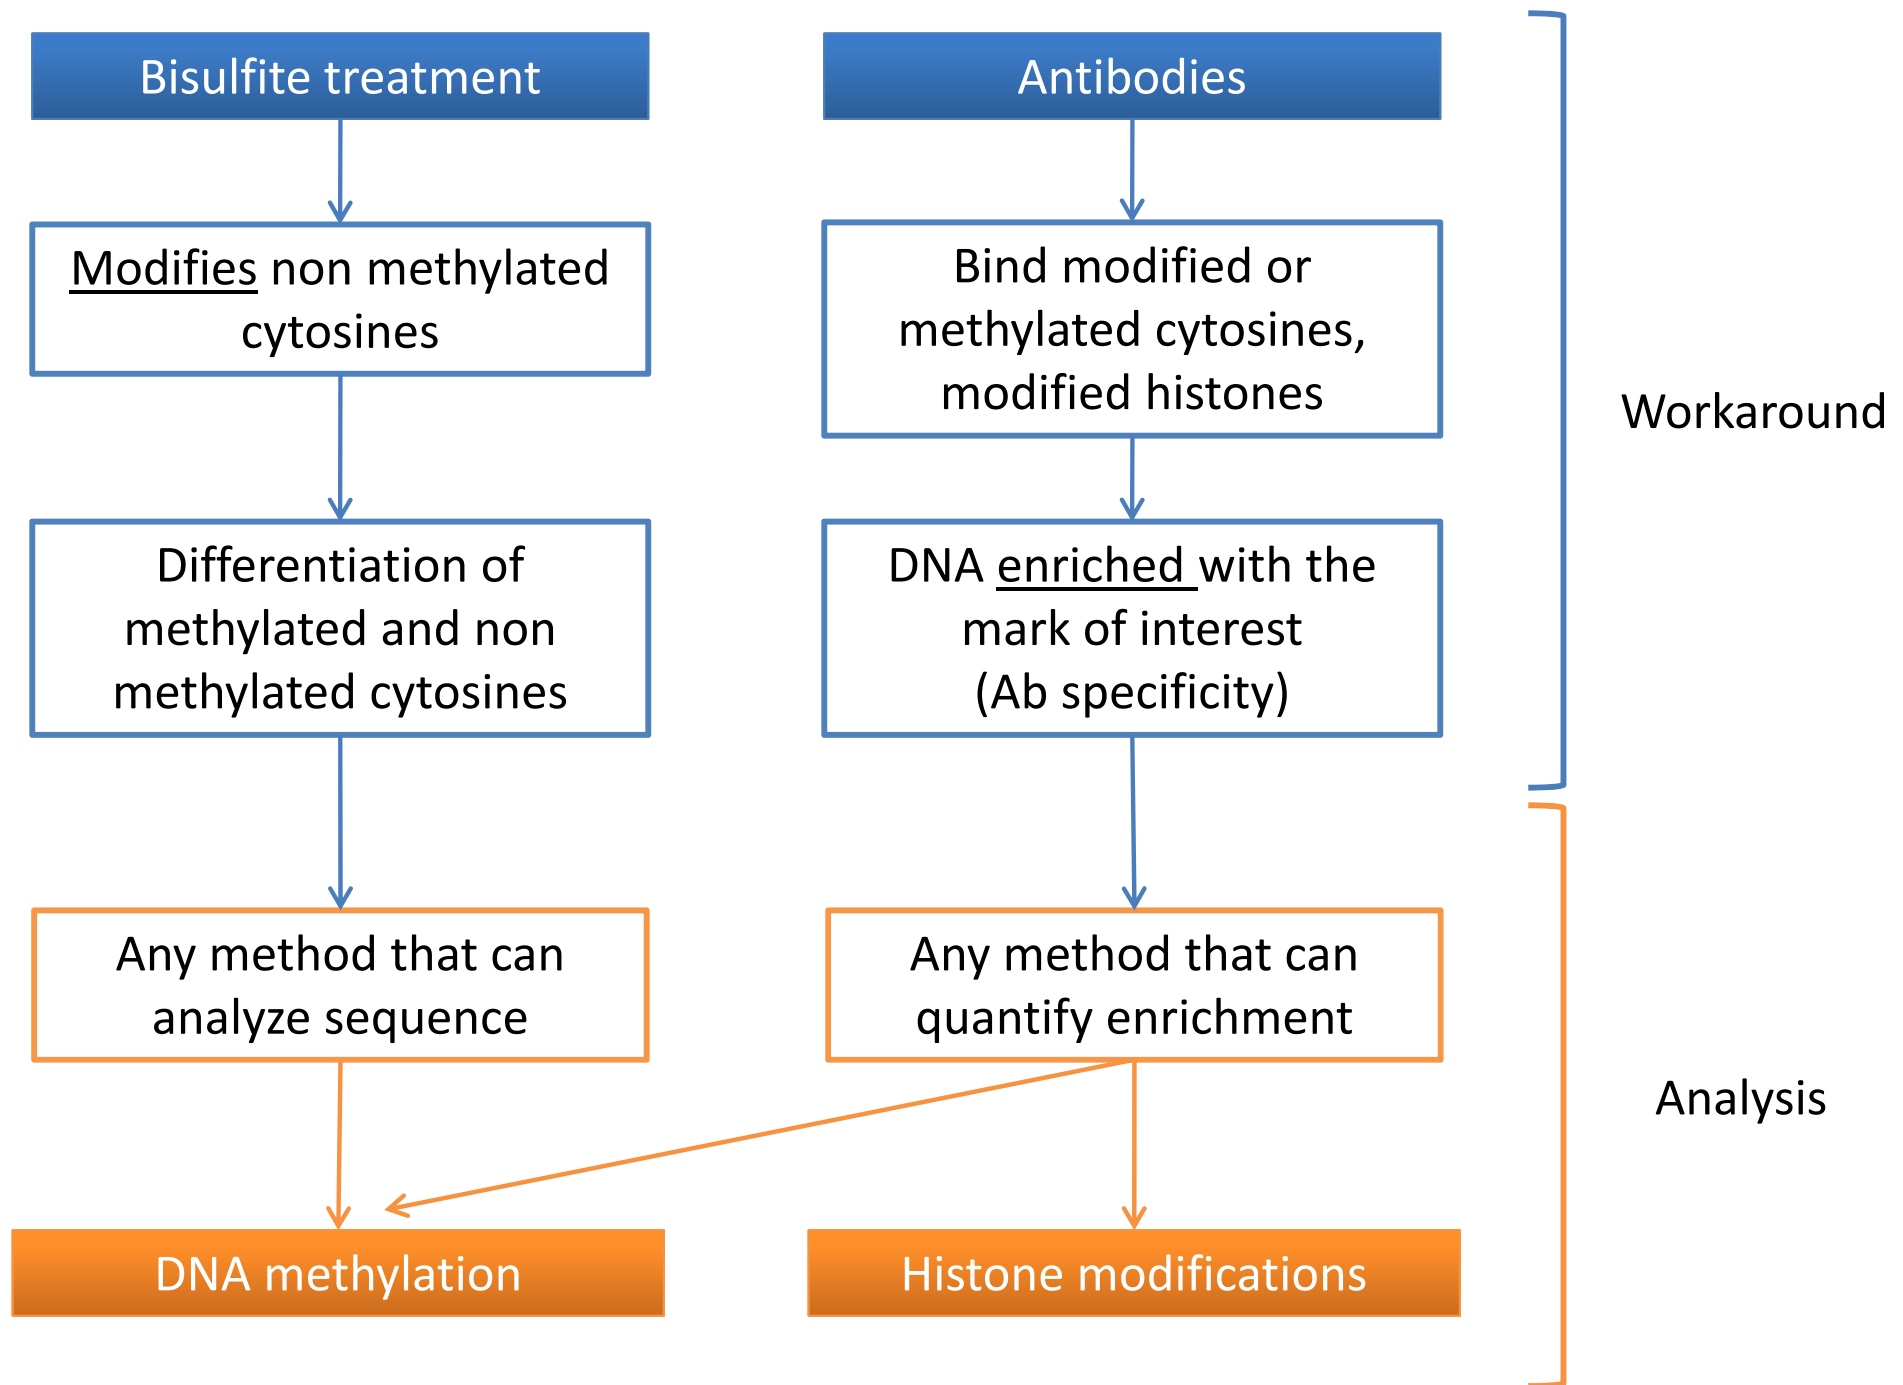 Bisulfite treatment
Modifies non methylated
cytosines
Differentiation of
methylated and non
methylated cytosines
Any method that can
analyze sequence
DNA methylation
Antibodies
Bind modified or
methylated cytosines,
modified histones
DNA enriched with the
mark of interest
(Ab specificity)
Any method that can
quantify enrichment
Histone modifications
Workaround
Analysis